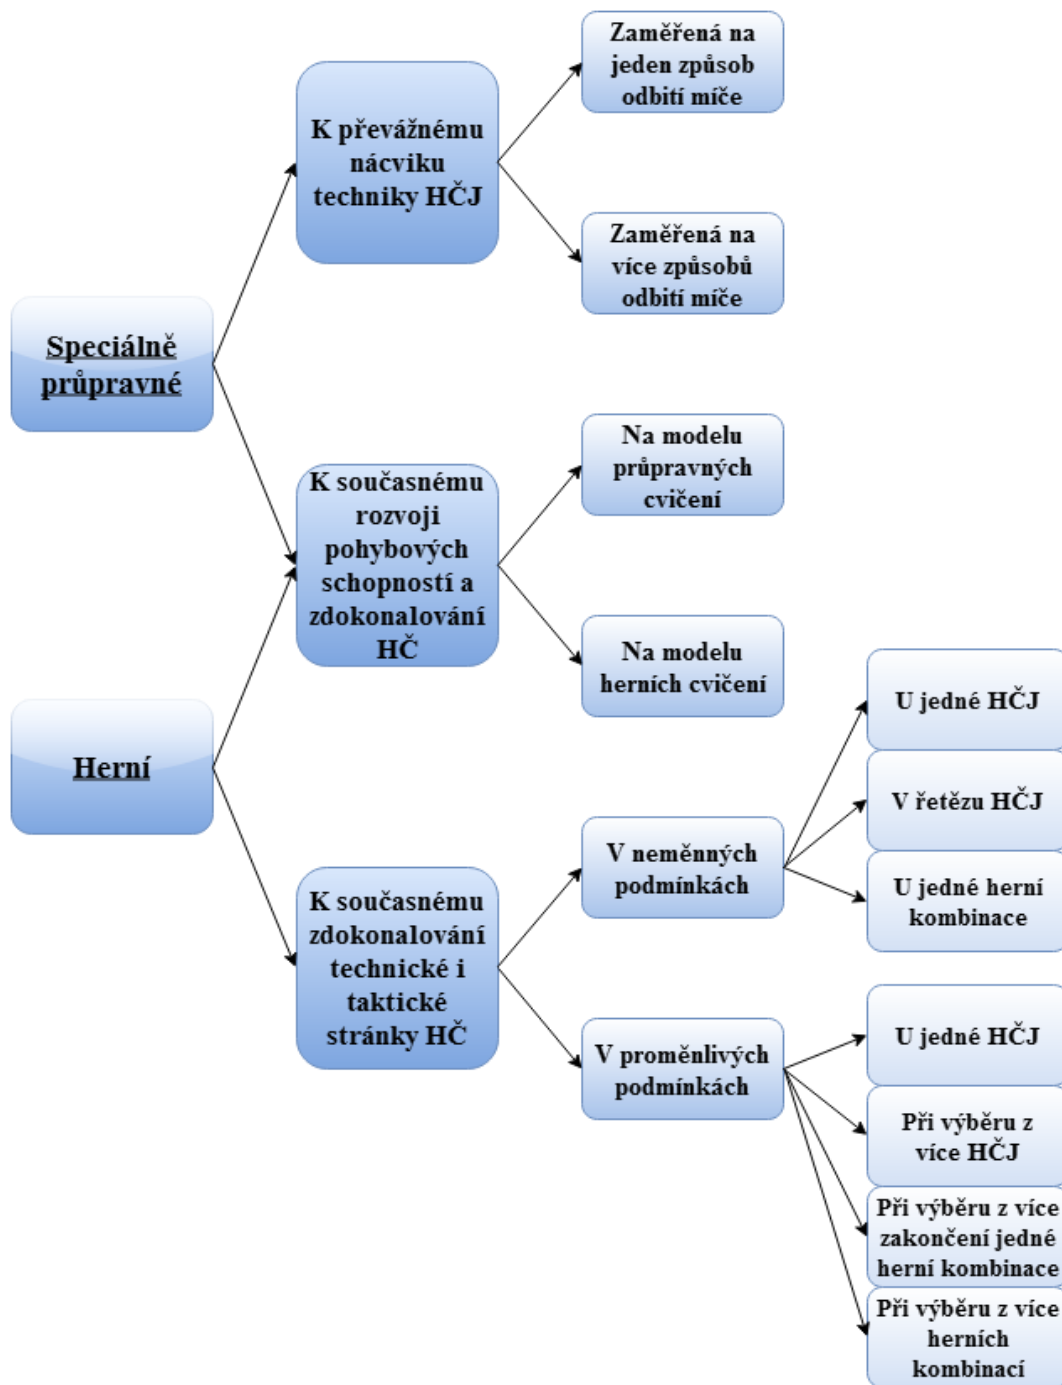 Speciálně
průpravné
K převážnému
nácviku
techniky HČJ
Zaměřená na
jeden způsob
odbití míče
Zaměřená na
více způsobů
odbití míče
K současnému
rozvoji
pohybových
schopností a
zdokonalování
HČ
Na modelu
průpravných
cvičení
Na modelu
herních cvičení
Herní
K současnému
zdokonalování
technické i
taktické
stránky HČ
V neměnných
podmínkách
U jedné HČJ
V řetězu HČJ
U jedné herní
kombinace
V proměnlivých
podmínkách
U jedné HČJ
Při výběru z
více HČJ
Při výběru z více
zakončení jedné
herní kombinace
Při výběru z více
herních
kombinací